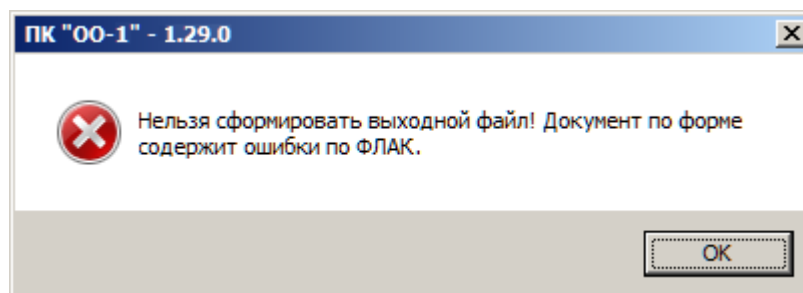 ПК "ОО-1" - 1.29.0
Нельзя сформировать выходной файл! Документ по форме
содержит ошибки по ФЛАК.
OK